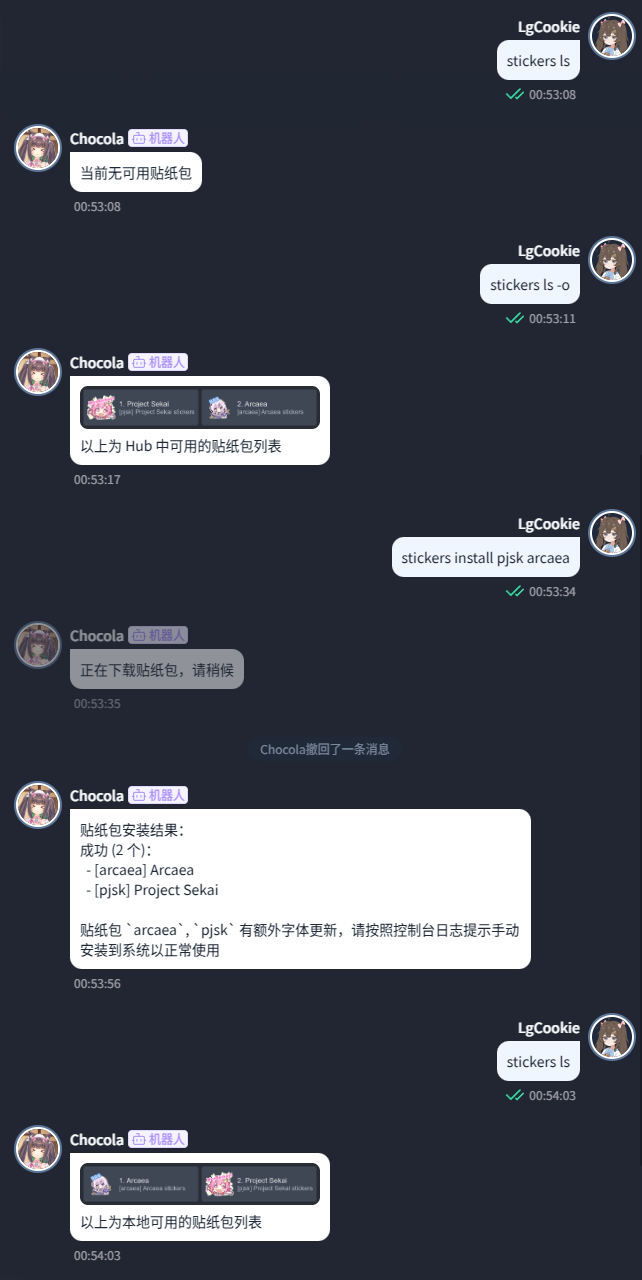 LgCookie
stickers ls
00:53:08
Chocola 机器人
当前无可用贴纸包
00:53:08
LgCookie
stickers ls -o
00:53:11
Chocola 机器人
1. Project Sekai
[pjsk] Project Sekai stickers
2. Arcaea
[arcaea] Arcaea stickers
以上为 Hub 中可用的贴纸包列表
00:53:17
LgCookie
stickers install pjsk arcaea
00:53:34
Chocola 机器人
正在下载贴纸包，请稍候
00:53:35
Chocola撤回了一条消息
Chocola 机器人
贴纸包安装结果：
成功 (2 个)：
- [arcaea] Arcaea
- [pjsk] Project Sekai
贴纸包 `arcaea`, `pjsk` 有额外字体更新，请按照控制台日志提示手动
安装到系统以正常使用
00:53:56
LgCookie
stickers ls
00:54:03
Chocola 机器人
1. Arcaea
[arcaea] Arcaea stickers
2. Project Sekai
[pjsk] Project Sekai stickers
以上为本地可用的贴纸包列表
00:54:03